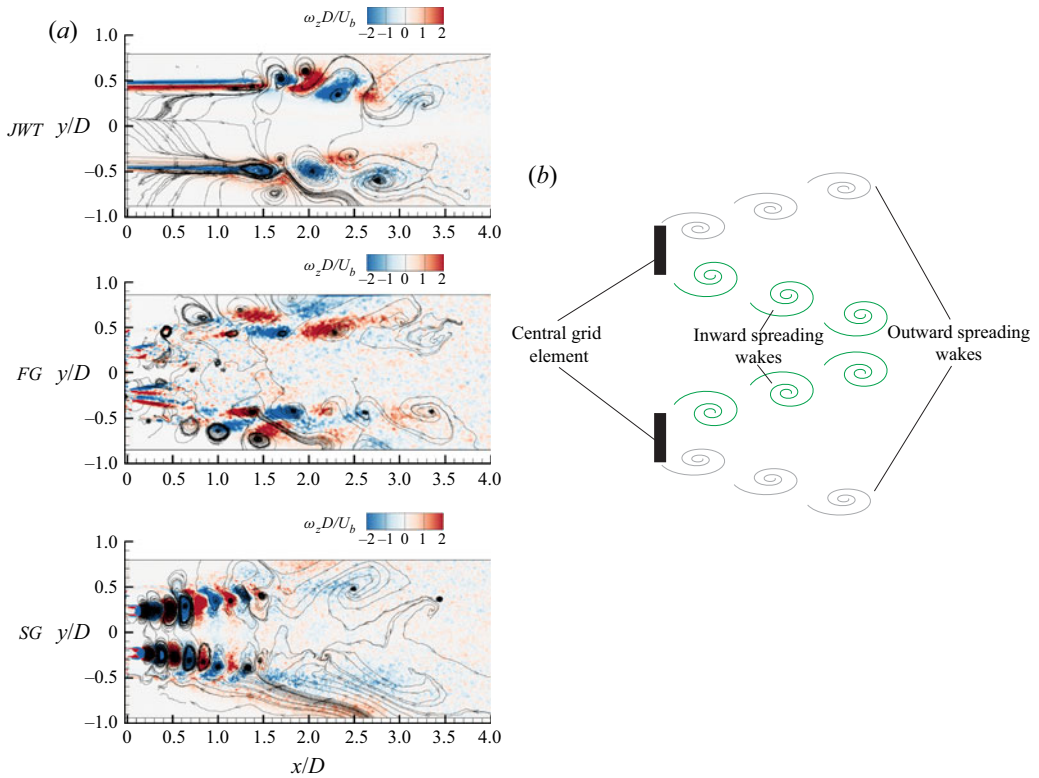 (a)
ω_z D/U_b
−2 −1 0 1 2
JWT
y/D
1.0
0.5
0
−0.5
−1.0
0 0.5 1.0 1.5 2.0 2.5 3.0 3.5 4.0
ω_z D/U_b
−2 −1 0 1 2
FG
y/D
1.0
0.5
0
−0.5
−1.0
0 0.5 1.0 1.5 2.0 2.5 3.0 3.5 4.0
ω_z D/U_b
−2 −1 0 1 2
SG
y/D
1.0
0.5
0
−0.5
−1.0
0 0.5 1.0 1.5 2.0 2.5 3.0 3.5 4.0
x/D
(b)
Central grid
element
Inward spreading
wakes
Outward spreading
wakes